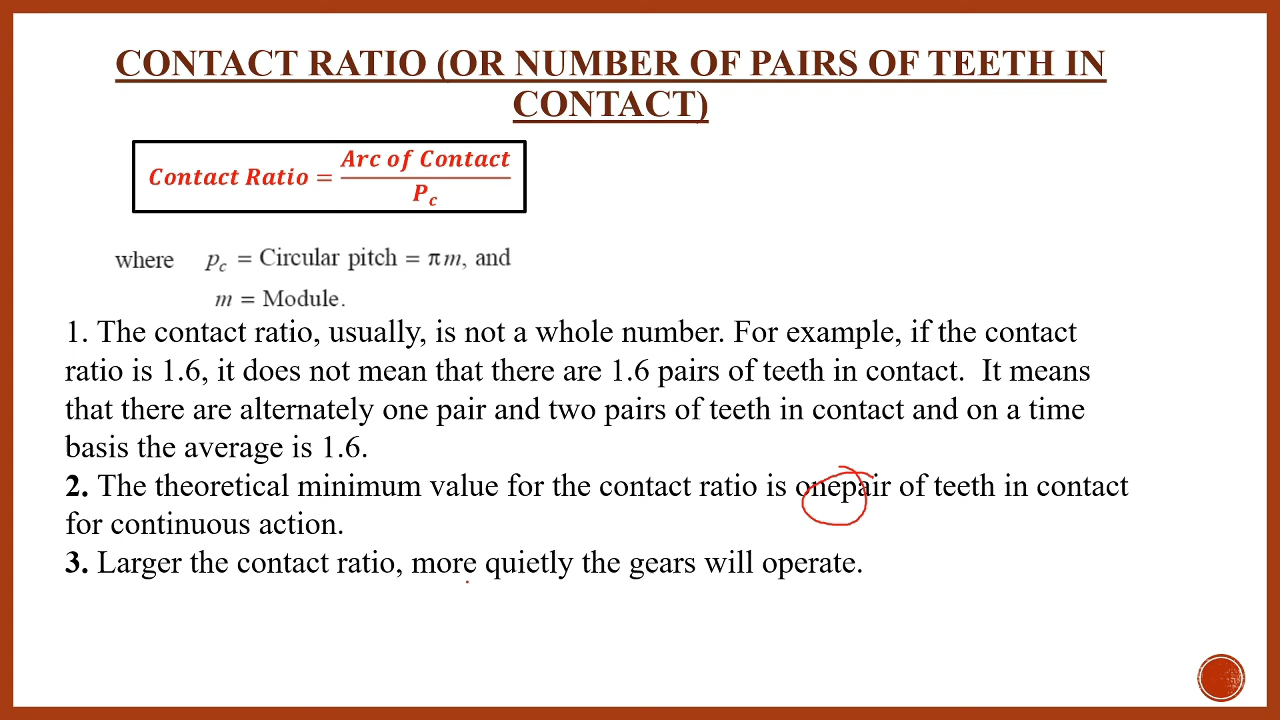 CONTACT RATIO (OR NUMBER OF PAIRS OF TEETH IN
CONTACT)
Contact Ratio = Arc of Contact / P_c
where p_c = Circular pitch = π m, and
m = Module.
1. The contact ratio, usually, is not a whole number. For example, if the contact
ratio is 1.6, it does not mean that there are 1.6 pairs of teeth in contact. It means
that there are alternately one pair and two pairs of teeth in contact and on a time
basis the average is 1.6.
2. The theoretical minimum value for the contact ratio is onepair of teeth in contact
for continuous action.
3. Larger the contact ratio, more quietly the gears will operate.